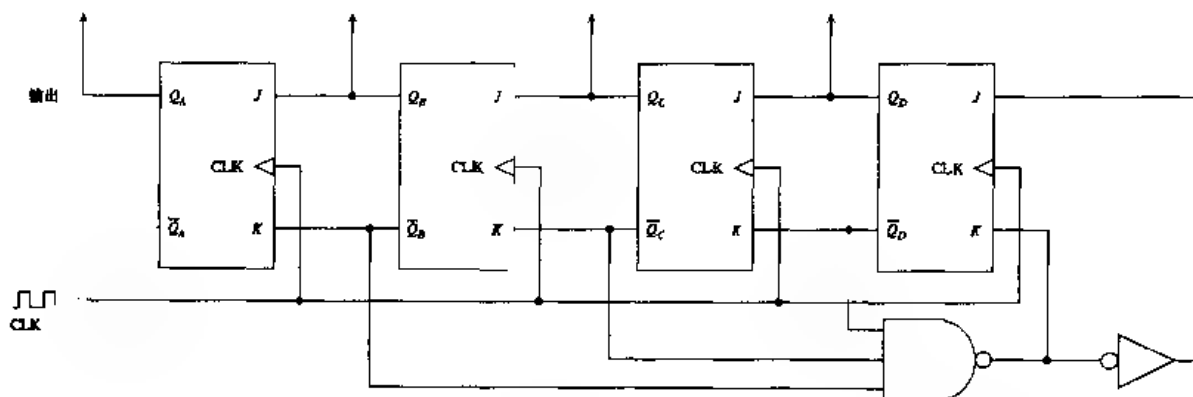 输出 Q_A J Q_B J Q_C J Q_D J
CLK CLK CLK CLK
Q̅_A K Q̅_B K Q̅_C K Q̅_D K
CLK